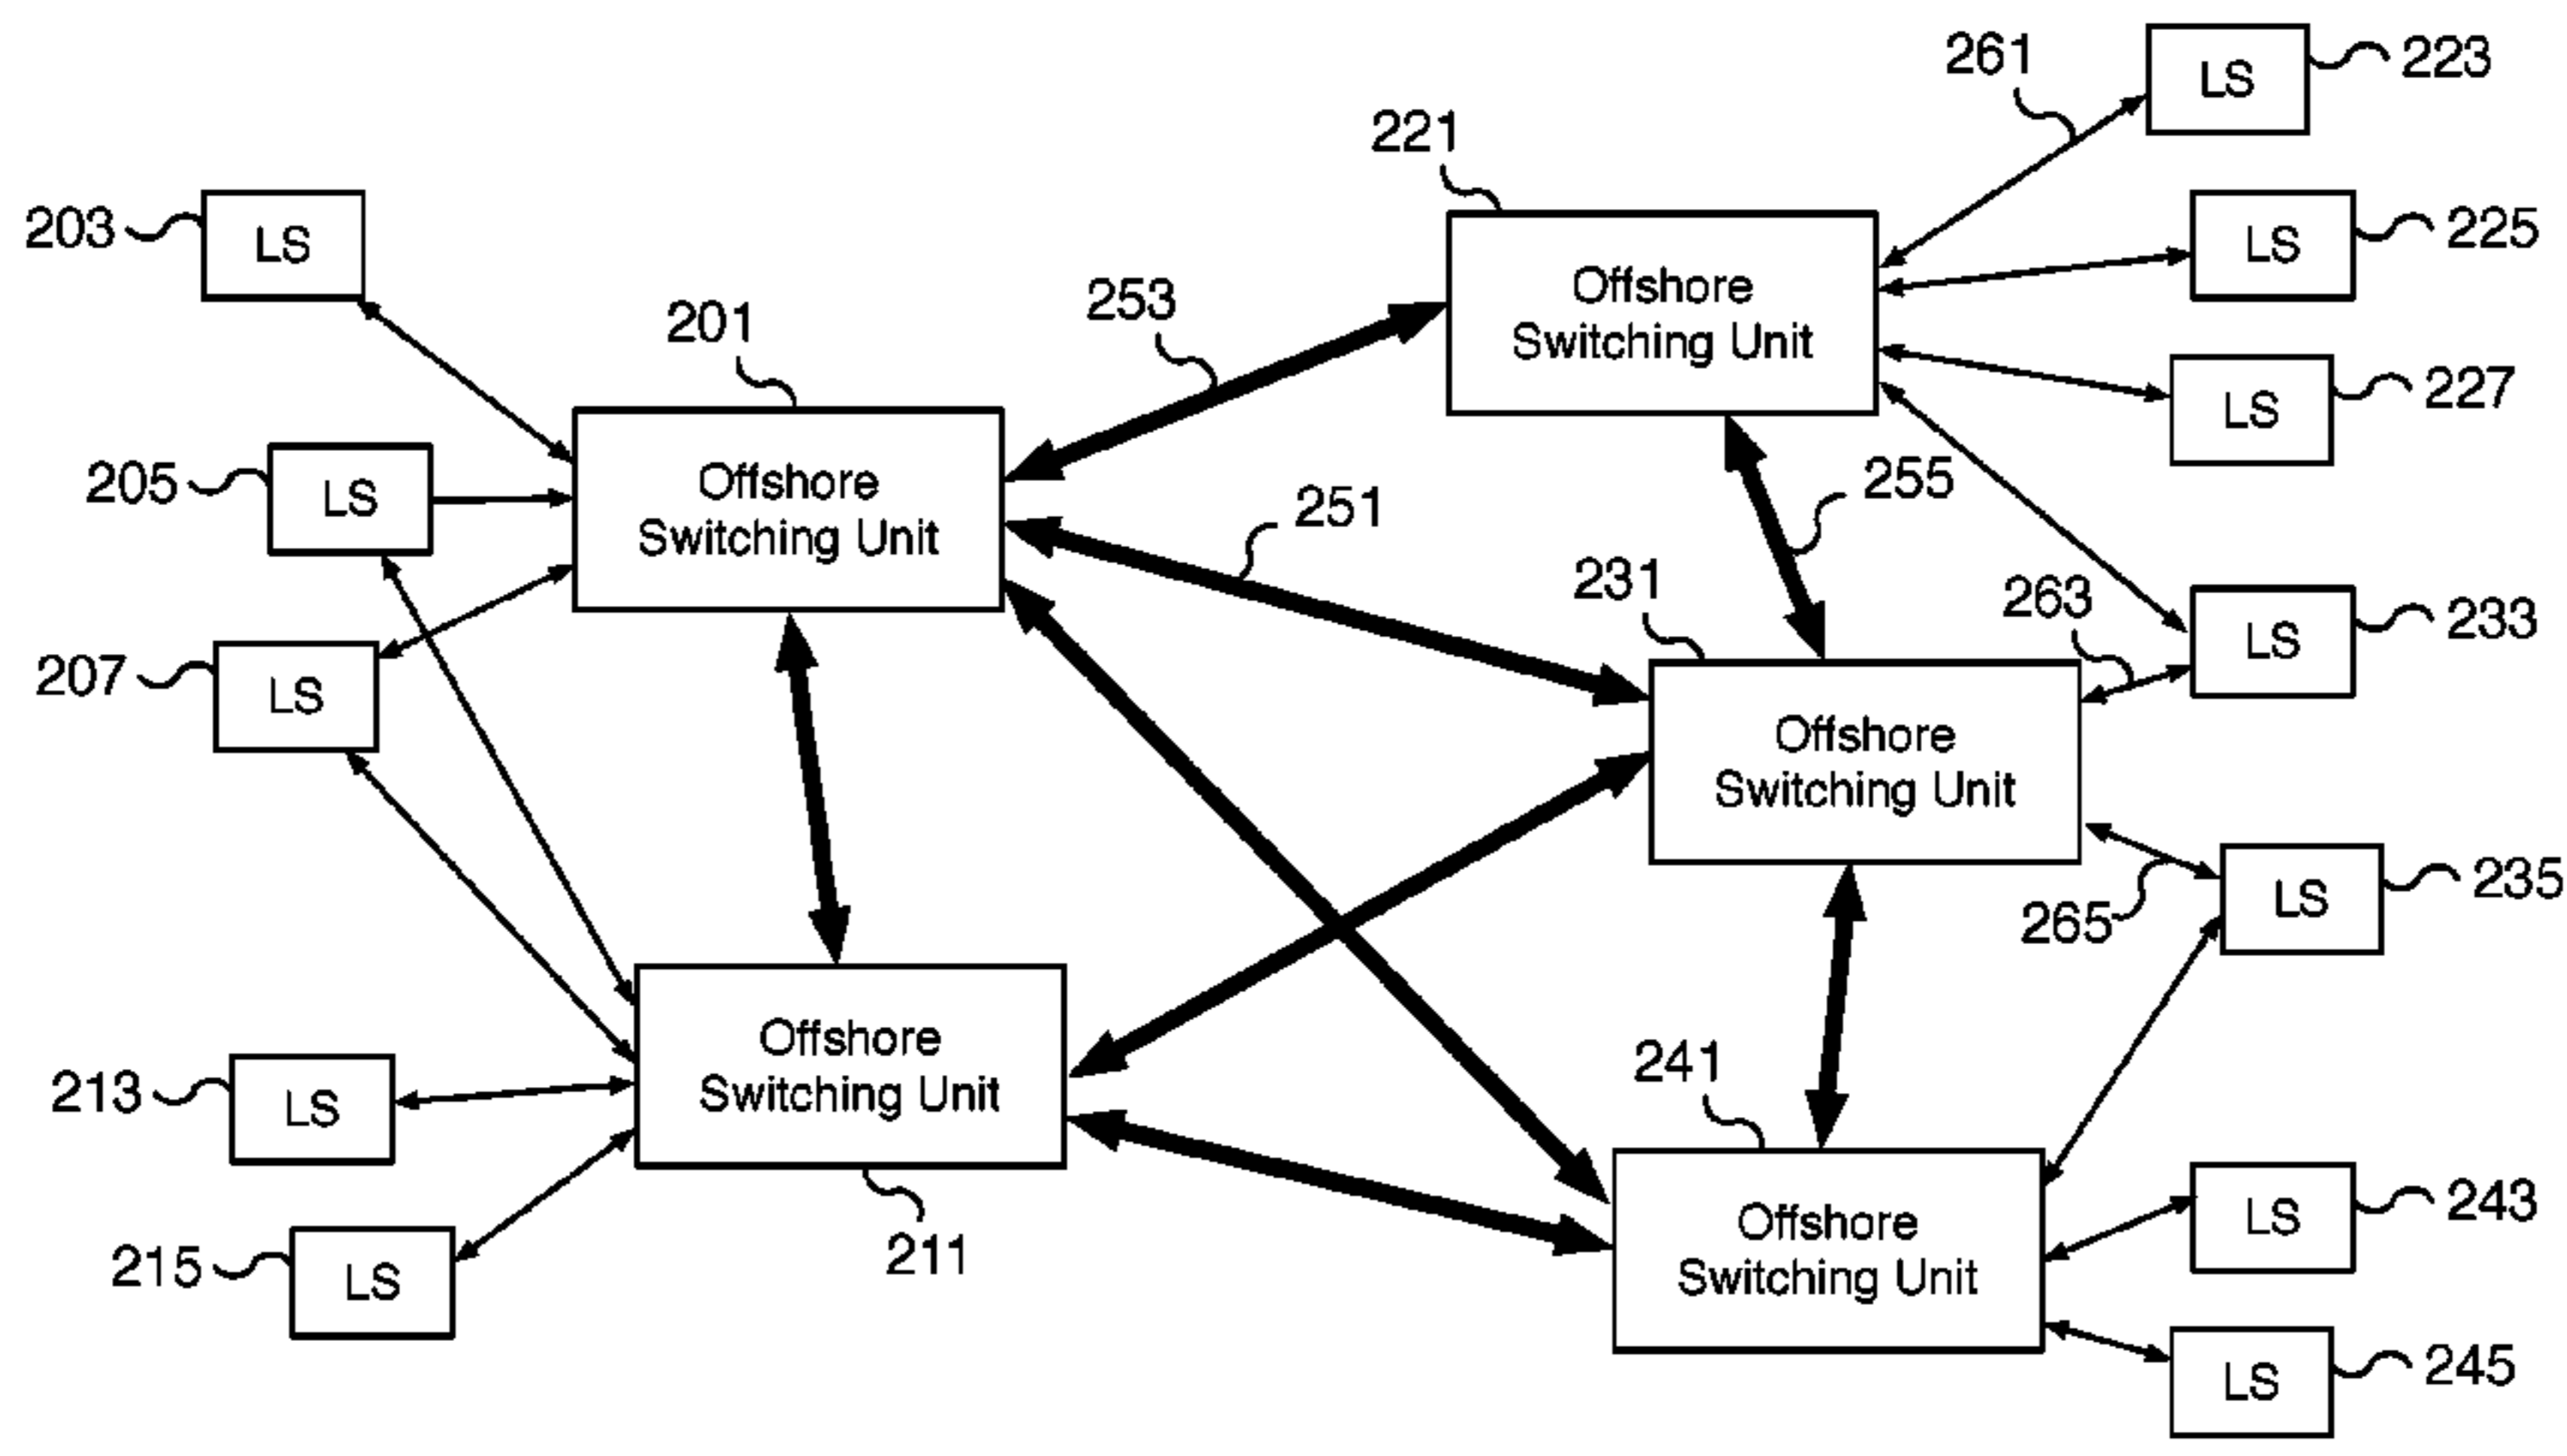 261
LS
223
221
203
LS
LS
225
253
Offshore
Switching Unit
201
LS
227
205
LS
Offshore
Switching Unit
251
255
207
LS
231
263
LS
233
Offshore
Switching Unit
265
LS
235
213
LS
Offshore
Switching Unit
241
211
215
LS
Offshore
Switching Unit
LS
243
LS
245